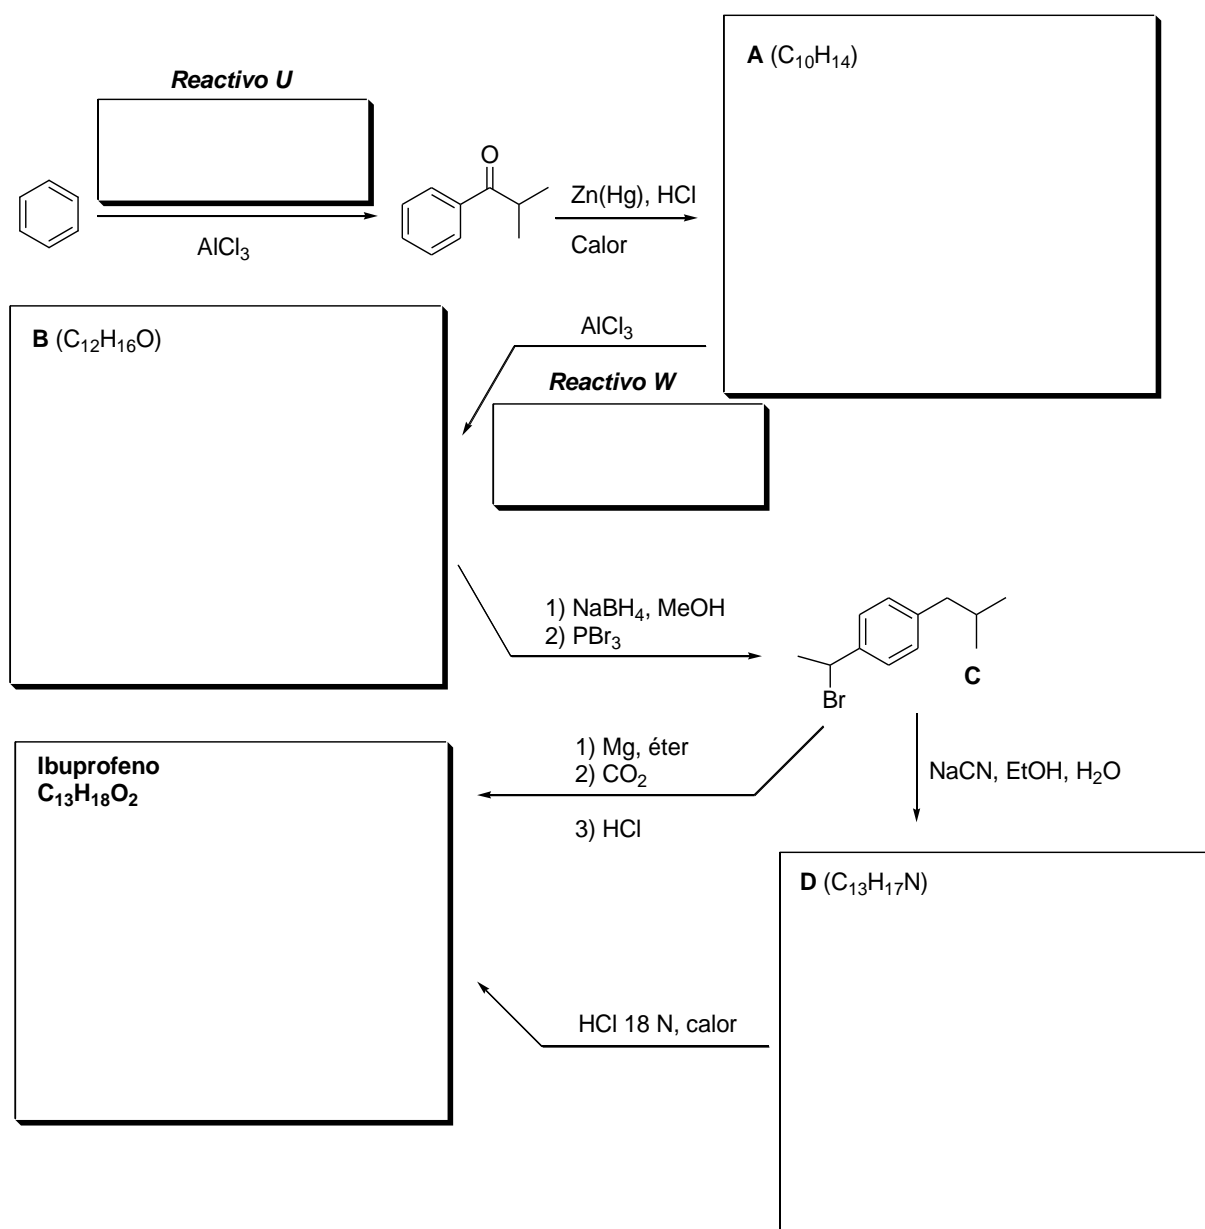 A (C10H14)
Reactivo U
O
Zn(Hg), HCl
AlCl3
Calor
B (C12H16O)
AlCl3
Reactivo W
1) NaBH4, MeOH
2) PBr3
C
Br
Ibuprofeno
C13H18O2
1) Mg, éter
2) CO2
3) HCl
NaCN, EtOH, H2O
D (C13H17N)
HCl 18 N, calor